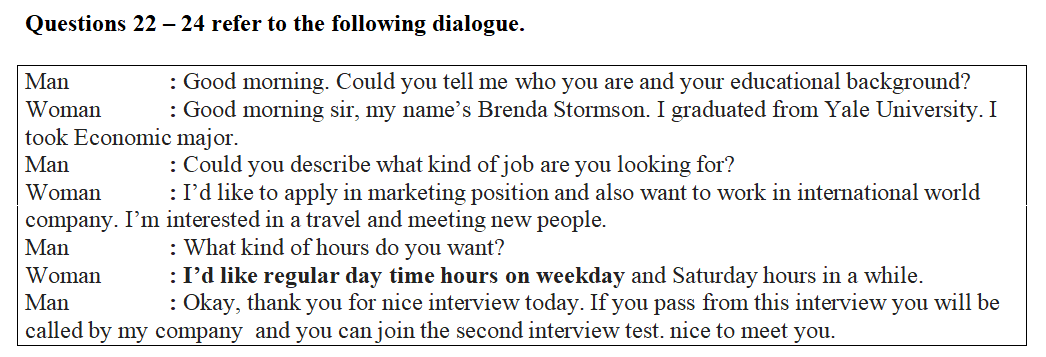 Questions 22 – 24 refer to the following dialogue.
Man : Good morning. Could you tell me who you are and your educational background?
Woman : Good morning sir, my name’s Brenda Stormson. I graduated from Yale University. I
took Economic major.
Man : Could you describe what kind of job are you looking for?
Woman : I’d like to apply in marketing position and also want to work in international world
company. I’m interested in a travel and meeting new people.
Man : What kind of hours do you want?
Woman : I’d like regular day time hours on weekday and Saturday hours in a while.
Man : Okay, thank you for nice interview today. If you pass from this interview you will be
called by my company and you can join the second interview test. nice to meet you.